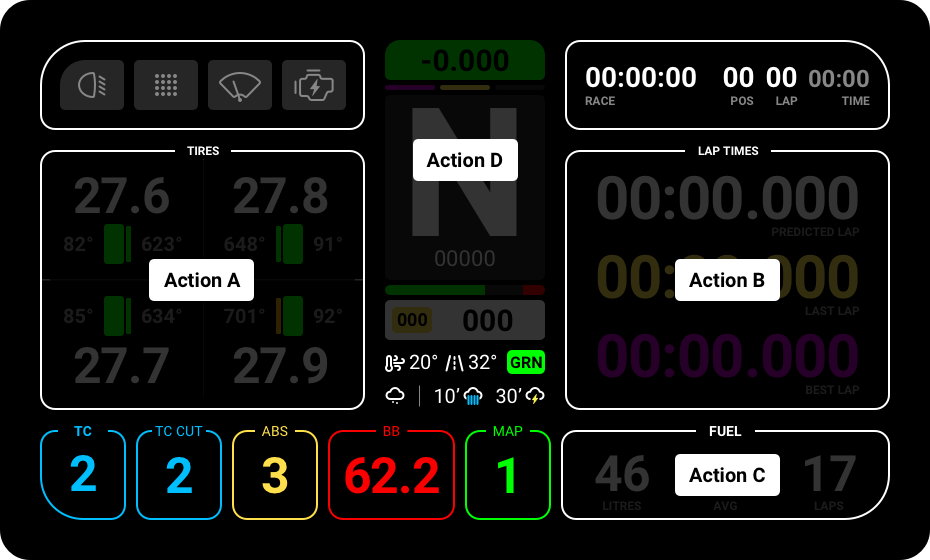 -0.000
00:00:00 00 00 00:00
RACE POS LAP TIME
N
Action D
00000
000 000
20° 32° GRN
10’ 30’
TIRES
27.6 27.8
82° 623° 648° 91°
Action A
85° 634° 701° 92°
27.7 27.9
LAP TIMES
00:00.000
PREDICTED LAP
00:00.000
Action B
LAST LAP
00:00.000
BEST LAP
TC TC CUT ABS BB MAP
2 2 3 62.2 1
FUEL
46 Action C 17
LITRES AVG LAPS